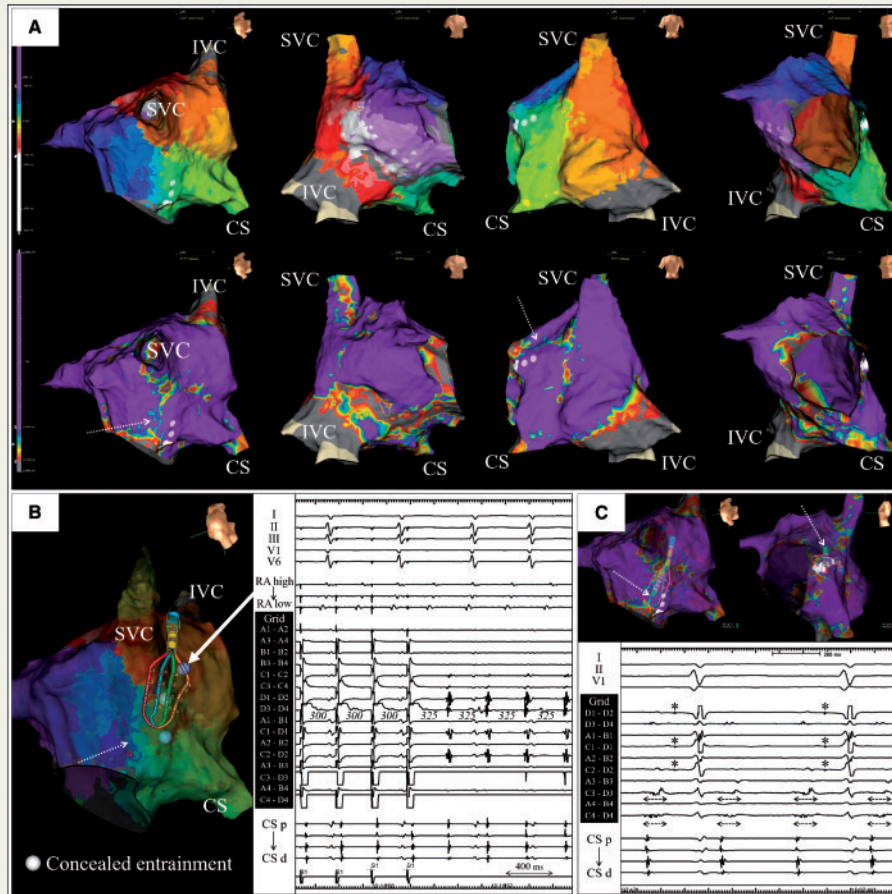 A
IVC
SVC
CS
SVC
IVC
SVC
CS
IVC
SVC
IVC
CS
IVC
SVC
CS
SVC
IVC
SVC
CS
IVC
SVC
IVC
CS
B
IVC
SVC
CS
Concealed entrainment
I
II
III
V1
V6
RA high
RA low
Grid
A1 - A2
A3 - A4
B1 - B2
B3 - B4
C1 - C2
C3 - C4
D1 - D2
D3 - D4
A1 - B1
C1 - D1
A2 - B2
C2 - D2
A3 - B3
C3 - D3
A4 - B4
C4 - D4
300 300 300 325 325 325 325
CS p
CS d
400 ms
C
I
II
V1
Grid
D1 - D2
D3 - D4
A1 - B1
C1 - D1
A2 - B2
C2 - D2
A3 - B3
C3 - D3
A4 - B4
C4 - D4
* *
* *
* *
CS p
CS d